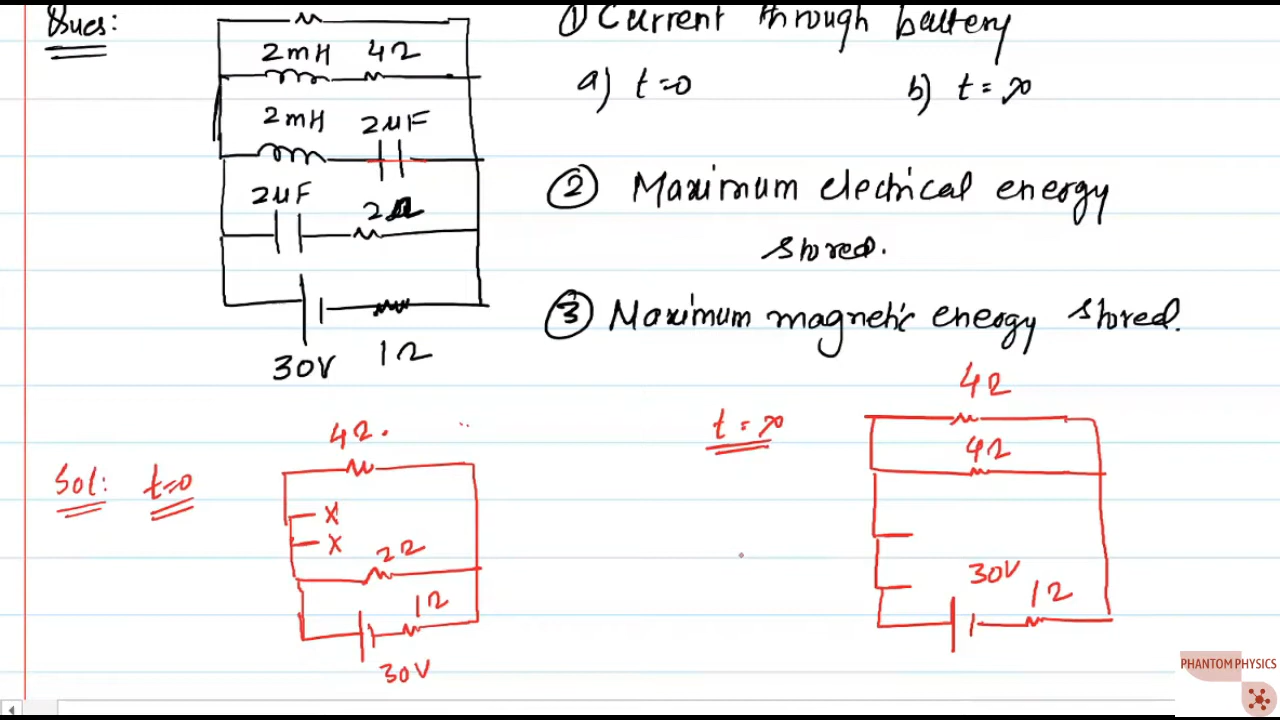 Ques:
① Current through battery
2mH 4Ω
a) t=0 b) t=∞
2mH 2μF
2μF 2Ω
② Maximum electrical energy
stored.
③ Maximum magnetic energy stored.
30V 1Ω
4Ω
t=∞
4Ω.
4Ω
Sol: t=0
x
x
2Ω
30V 1Ω
1Ω
30V
PHANTOM PHYSICS